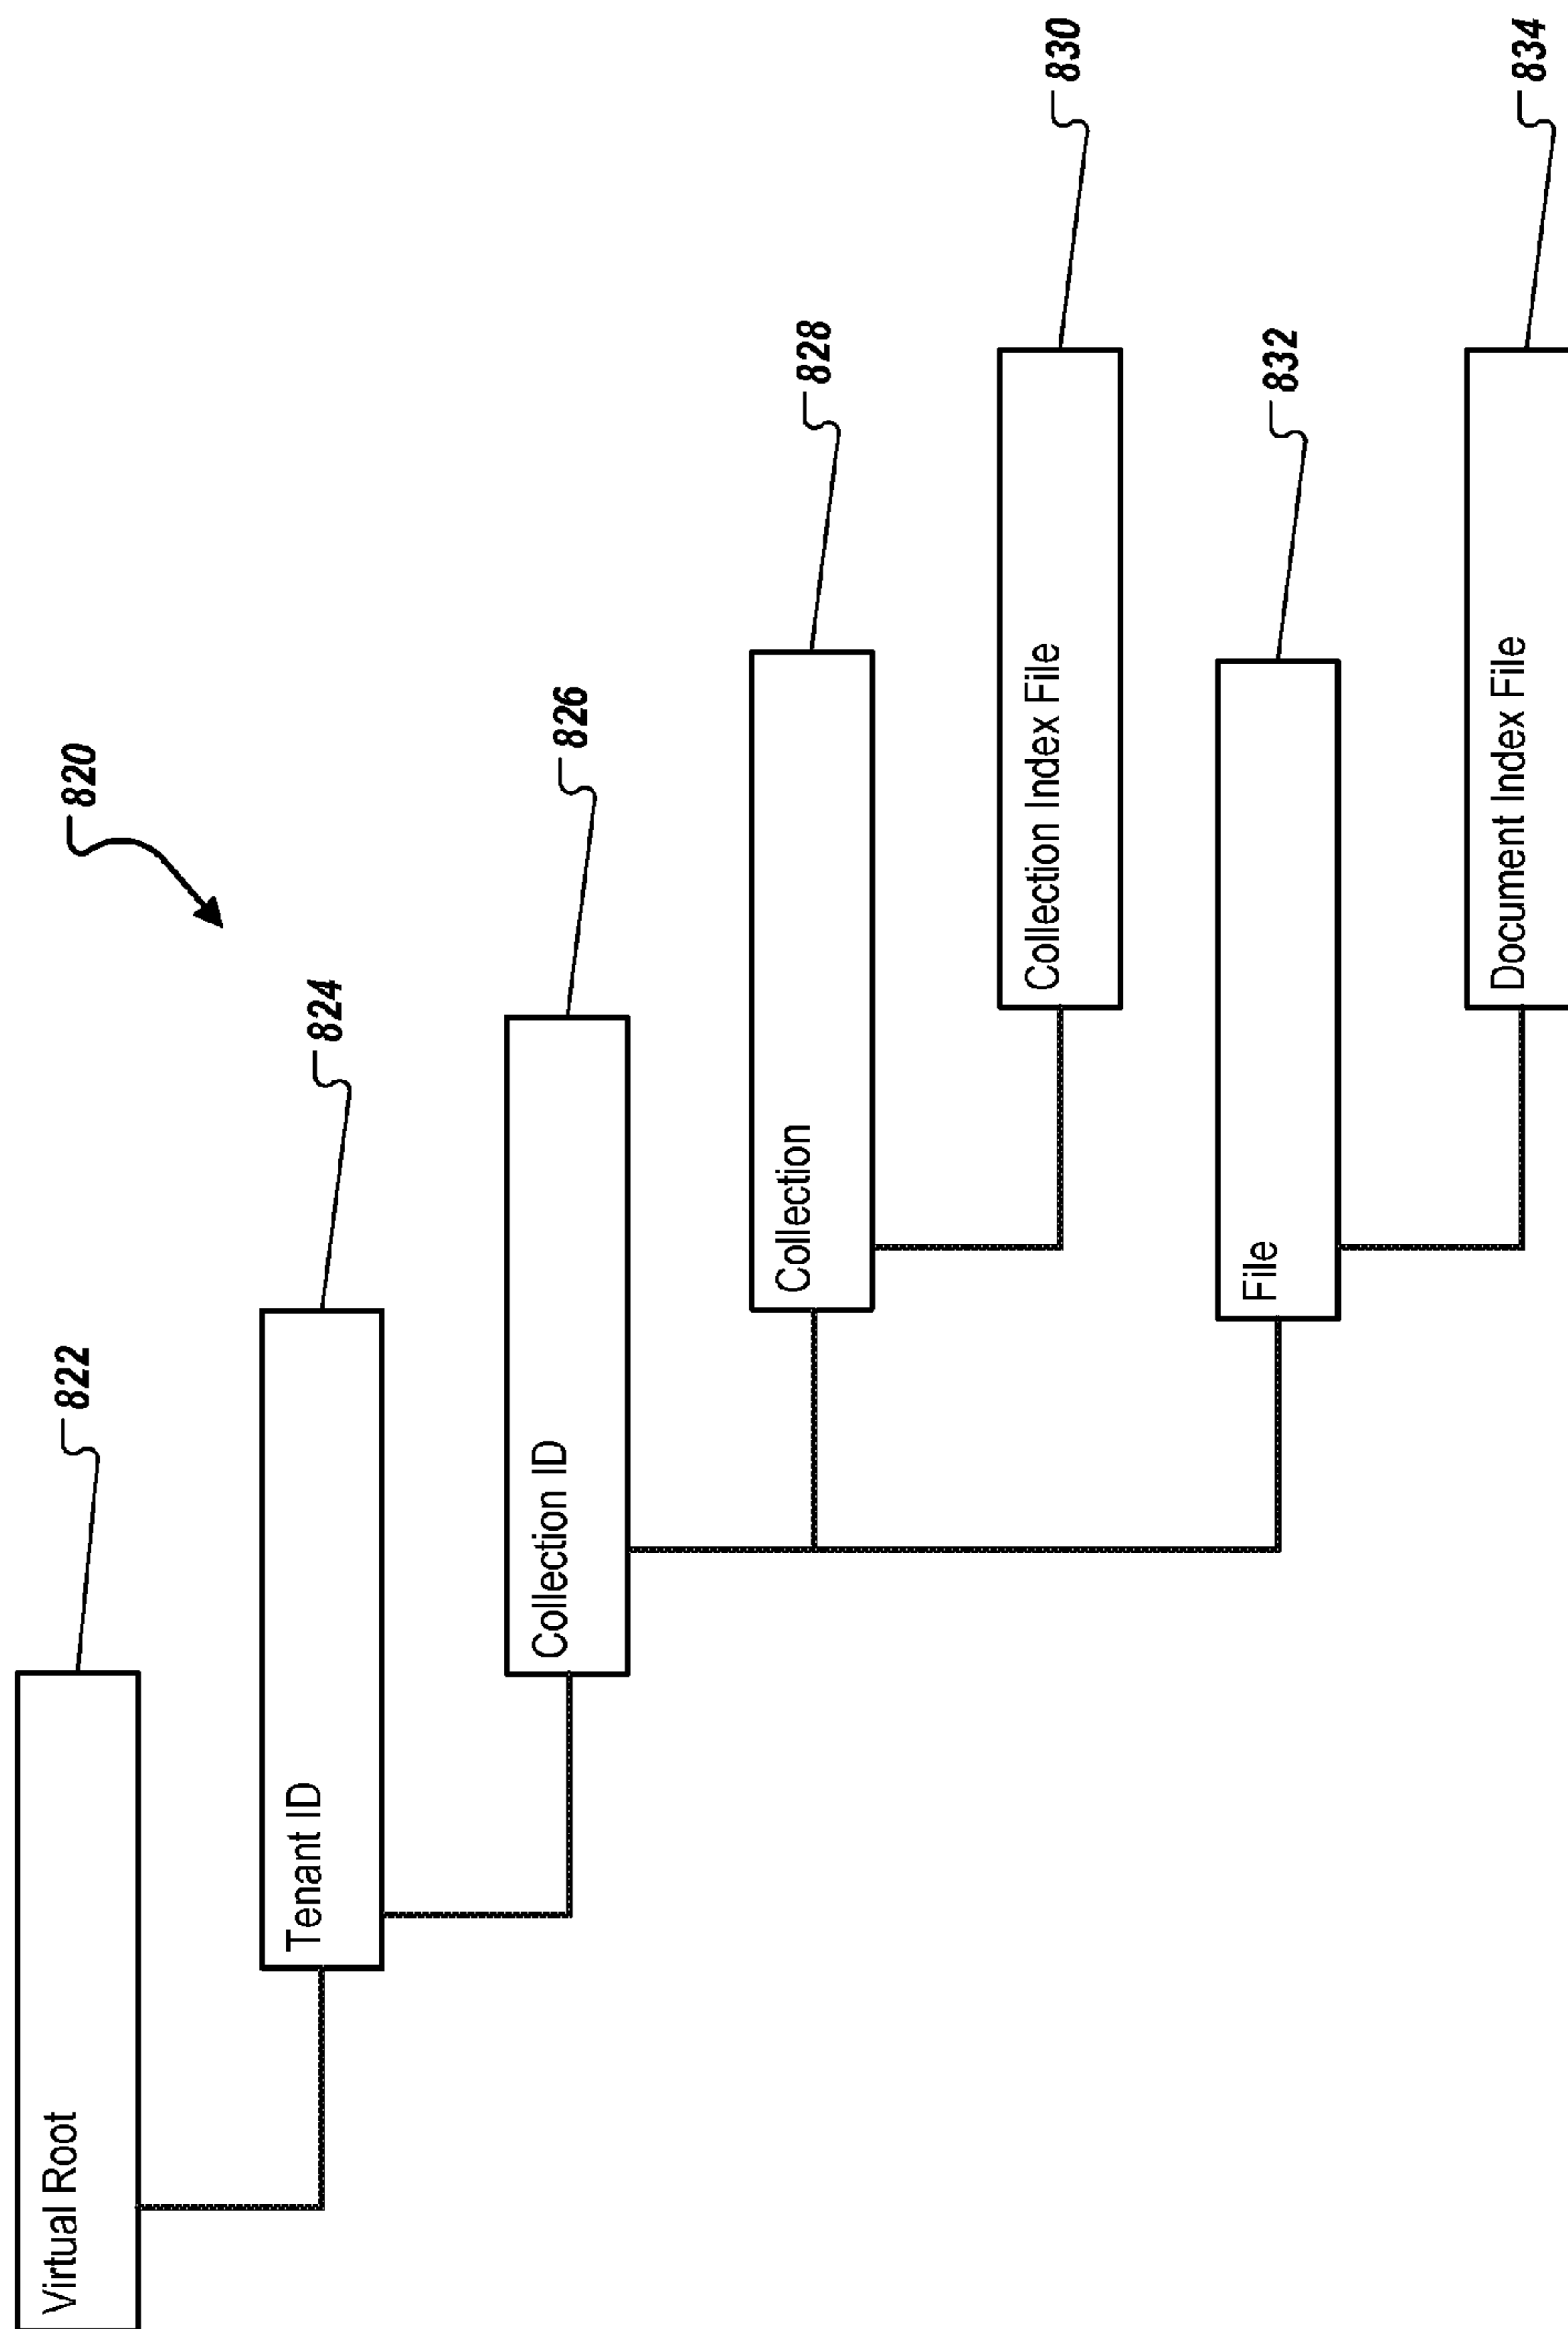 820
Virtual Root
822
Tenant ID
824
Collection ID
826
Collection
828
Collection Index File
830
File
832
Document Index File
834